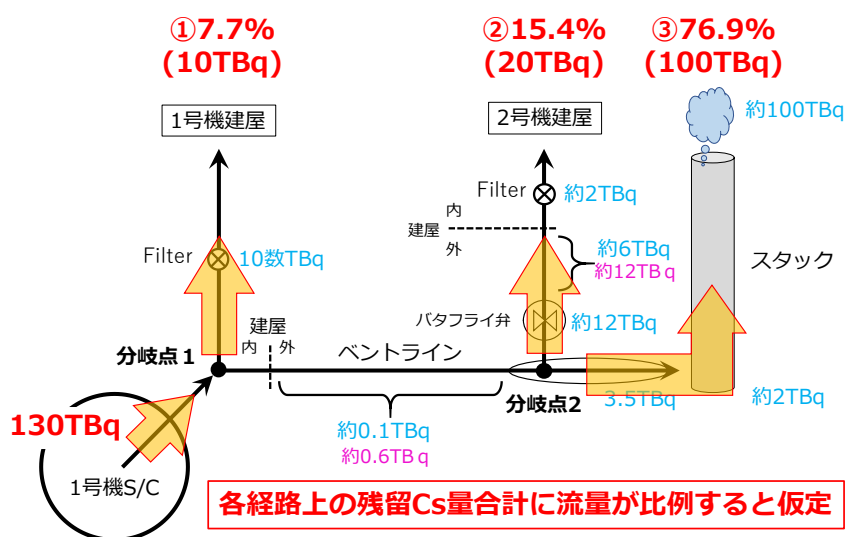 ①7.7%
(10TBq)
②15.4%
(20TBq)
③76.9%
(100TBq)
1号機建屋
2号機建屋
約100TBq
Filter
約2TBq
内
建屋
外
Filter
10数TBq
約6TBq
約12TBq
スタック
バタフライ弁
約12TBq
建屋
内 外
ベントライン
分岐点1
分岐点2
3.5TBq
約2TBq
130TBq
約0.1TBq
約0.6TBq
1号機S/C
各経路上の残留Cs量合計に流量が比例すると仮定